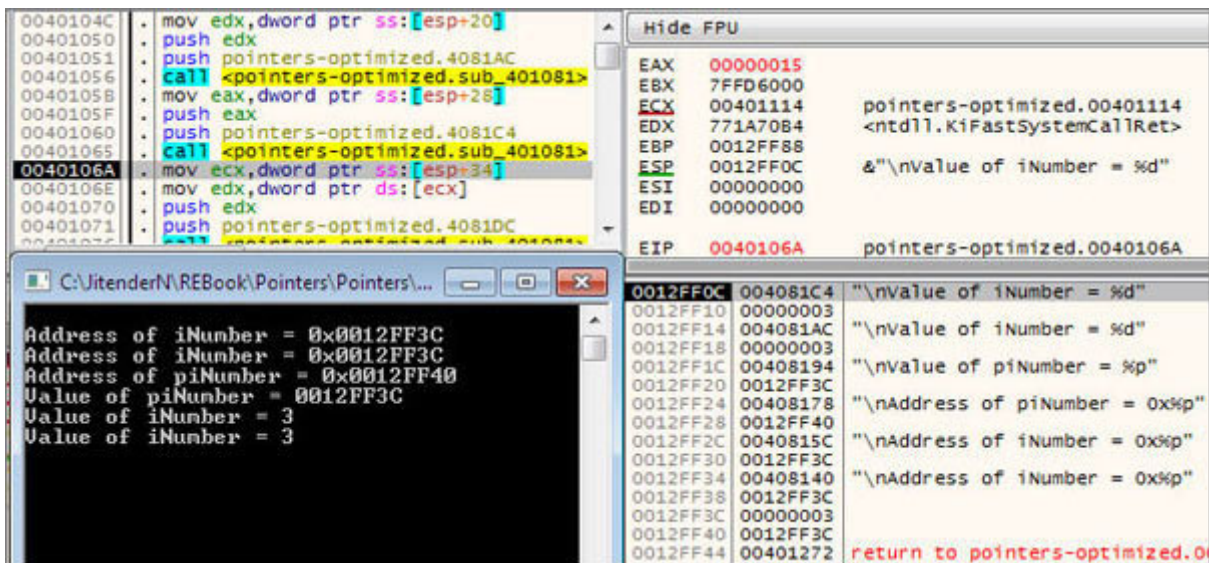 0040104C . mov edx,dword ptr ss:[esp+20]
00401050 . push edx
00401051 . push pointers-optimized.4081AC
00401056 . call <pointers-optimized.sub_401081>
0040105B . mov eax,dword ptr ss:[esp+28]
0040105F . push eax
00401060 . push pointers-optimized.4081C4
00401065 . call <pointers-optimized.sub_401081>
0040106A . mov ecx,dword ptr ss:[esp+34]
0040106E . mov edx,dword ptr ds:[ecx]
00401070 . push edx
00401071 . push pointers-optimized.4081DC
Hide FPU
EAX 00000015
EBX 7FFD6000
ECX 00401114 pointers-optimized.00401114
EDX 771A70B4 <ntdll.KiFastSystemCallRet>
EBP 0012FF88
ESP 0012FF0C &"\nValue of iNumber = %d"
ESI 00000000
EDI 00000000
EIP 0040106A pointers-optimized.0040106A
C:\JitenderN\REBook\Pointers\Pointers\...
Address of iNumber = 0x0012FF3C
Address of iNumber = 0x0012FF3C
Address of piNumber = 0x0012FF40
Value of piNumber = 0012FF3C
Value of iNumber = 3
Value of iNumber = 3
0012FF0C 004081C4 "\nValue of iNumber = %d"
0012FF10 00000003
0012FF14 004081AC "\nValue of iNumber = %d"
0012FF18 00000003
0012FF1C 00408194 "\nValue of piNumber = %p"
0012FF20 0012FF3C
0012FF24 00408178 "\nAddress of piNumber = 0x%p"
0012FF28 0012FF40
0012FF2C 0040815C "\nAddress of iNumber = 0x%p"
0012FF30 0012FF3C
0012FF34 00408140 "\nAddress of iNumber = 0x%p"
0012FF38 0012FF3C
0012FF3C 00000003
0012FF40 0012FF3C
0012FF44 00401272 return to pointers-optimized.0